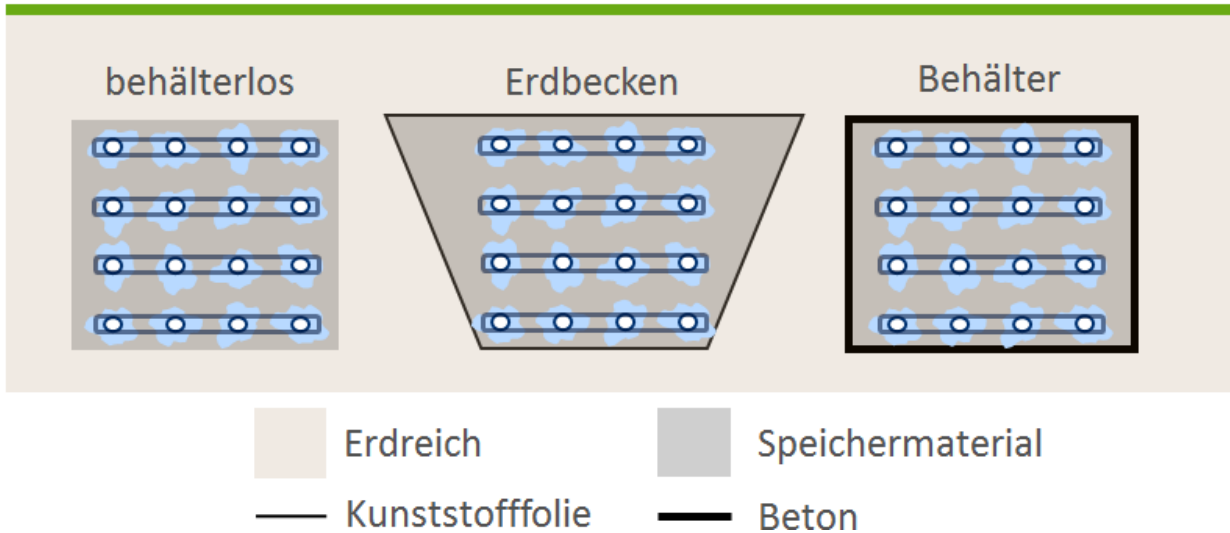 behälterlos
Erdbecken
Behälter
Erdreich
Speichermaterial
Kunststofffolie
Beton